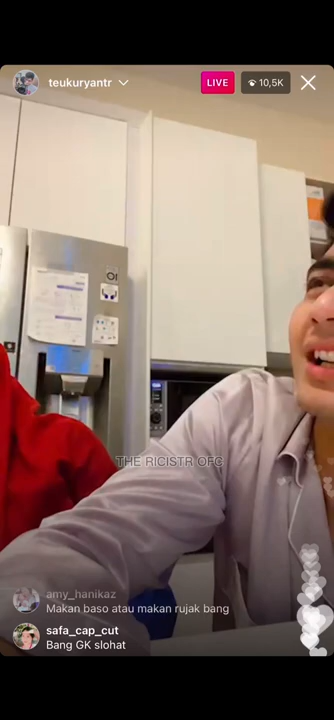 teukuryantr
LIVE
10,5K
THE RICISTR OFC
amy_hanikaz
Makan baso atau makan rujak bang
safa_cap_cut
Bang GK slohat